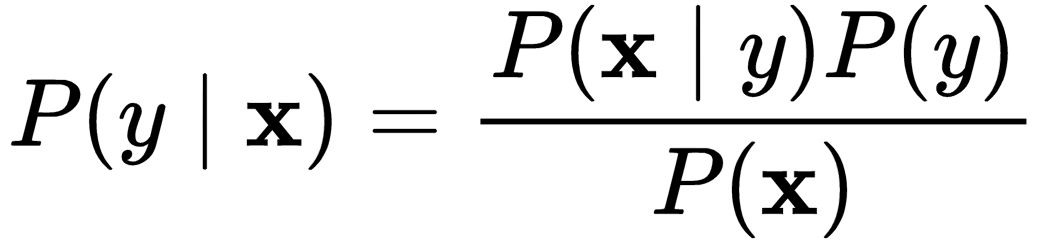 P(y | x) = P(x | y)P(y) / P(x)